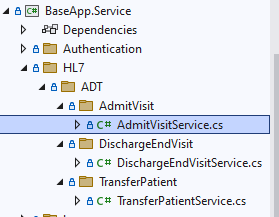 BaseApp.Service
Dependencies
Authentication
HL7
ADT
AdmitVisit
C# AdmitVisitService.cs
DischargeEndVisit
C# DischargeEndVisitService.cs
TransferPatient
C# TransferPatientService.cs